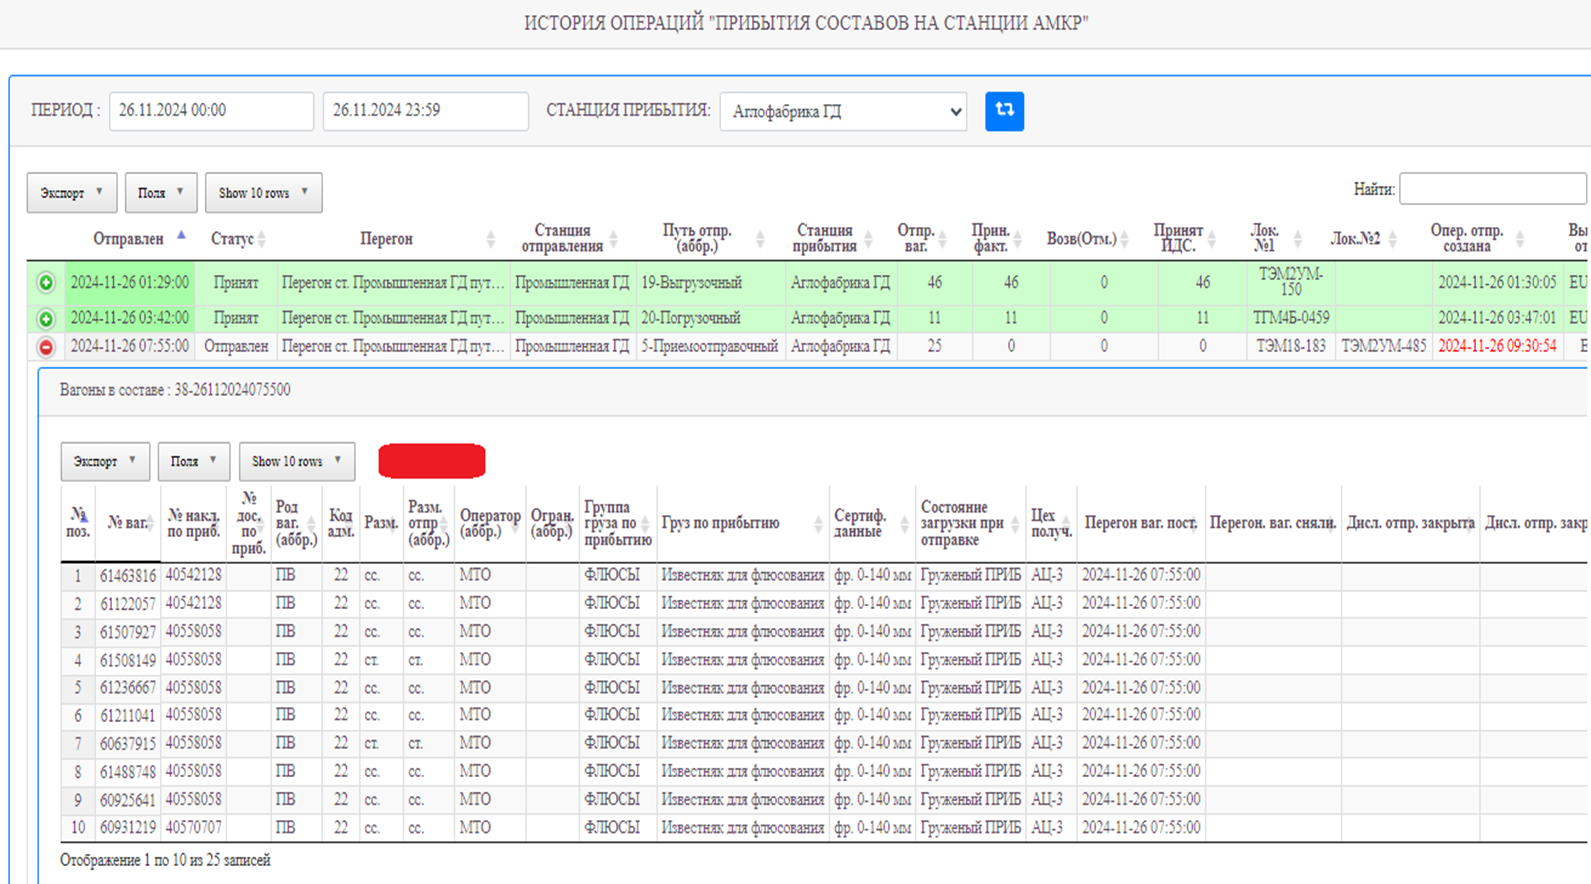 ИСТОРИЯ ОПЕРАЦИЙ "ПРИБЫТИЯ СОСТАВОВ НА СТАНЦИИ АМКР"
ПЕРИОД : 26.11.2024 00:00 26.11.2024 23:59 СТАНЦИЯ ПРИБЫТИЯ: Аглофабрика ГД
Экспорт Поля Show 10 rows Найти:
Отправлен Статус Перегон Станция отправления Путь отпр. (аббр.) Станция прибытия Отпр. ваг. Прин. факт. Возв(Отм.) Принят ИДС. Лок. №1 Лок.№2 Опер. отпр. создана
2024-11-26 01:29:00 Принят Перегон ст. Промышленная ГД пут... Промышленная ГД 19-Выгрузочный Аглофабрика ГД 46 46 0 46 ТЭМ2УМ-150 2024-11-26 01:30:05 EU
2024-11-26 03:42:00 Принят Перегон ст. Промышленная ГД пут... Промышленная ГД 20-Погрузочный Аглофабрика ГД 11 11 0 11 ТГМ4Б-0459 2024-11-26 03:47:01 EU
2024-11-26 07:55:00 Отправлен Перегон ст. Промышленная ГД пут... Промышленная ГД 5-Приемоотправочный Аглофабрика ГД 25 0 0 0 ТЭМ18-183 ТЭМ2УМ-485 2024-11-26 09:30:54 E
Вагоны в составе : 38-26112024075500
Экспорт Поля Show 10 rows
№ поз. № ваг. № накл. по приб. № дос. по приб. Род ваг. (аббр.) Код адм. Разм. Разм. отпр. (аббр.) Оператор (аббр.) Огран. (аббр.) Группа груза по прибытию Груз по прибытию Сертиф. данные Состояние загрузки при отправке Цех получ. Перегон ваг. пост. Перегон. ваг. сняли. Дисл. отпр. закрыта Дисл. отпр. закр
1 61463816 40542128 ПВ 22 сс. сс. МТО ФЛЮСЫ Известняк для флюсования фр. 0-140 мм Груженый ПРИБ АЦ-3 2024-11-26 07:55:00
2 61122057 40542128 ПВ 22 сс. сс. МТО ФЛЮСЫ Известняк для флюсования фр. 0-140 мм Груженый ПРИБ АЦ-3 2024-11-26 07:55:00
3 61507927 40558058 ПВ 22 сс. сс. МТО ФЛЮСЫ Известняк для флюсования фр. 0-140 мм Груженый ПРИБ АЦ-3 2024-11-26 07:55:00
4 61508149 40558058 ПВ 22 ст. ст. МТО ФЛЮСЫ Известняк для флюсования фр. 0-140 мм Груженый ПРИБ АЦ-3 2024-11-26 07:55:00
5 61236667 40558058 ПВ 22 сс. сс. МТО ФЛЮСЫ Известняк для флюсования фр. 0-140 мм Груженый ПРИБ АЦ-3 2024-11-26 07:55:00
6 61211041 40558058 ПВ 22 сс. сс. МТО ФЛЮСЫ Известняк для флюсования фр. 0-140 мм Груженый ПРИБ АЦ-3 2024-11-26 07:55:00
7 60637915 40558058 ПВ 22 ст. ст. МТО ФЛЮСЫ Известняк для флюсования фр. 0-140 мм Груженый ПРИБ АЦ-3 2024-11-26 07:55:00
8 61488748 40558058 ПВ 22 сс. сс. МТО ФЛЮСЫ Известняк для флюсования фр. 0-140 мм Груженый ПРИБ АЦ-3 2024-11-26 07:55:00
9 60925641 40558058 ПВ 22 сс. сс. МТО ФЛЮСЫ Известняк для флюсования фр. 0-140 мм Груженый ПРИБ АЦ-3 2024-11-26 07:55:00
10 60931219 40570707 ПВ 22 сс. сс. МТО ФЛЮСЫ Известняк для флюсования фр. 0-140 мм Груженый ПРИБ АЦ-3 2024-11-26 07:55:00
Отображение 1 по 10 из 25 записей